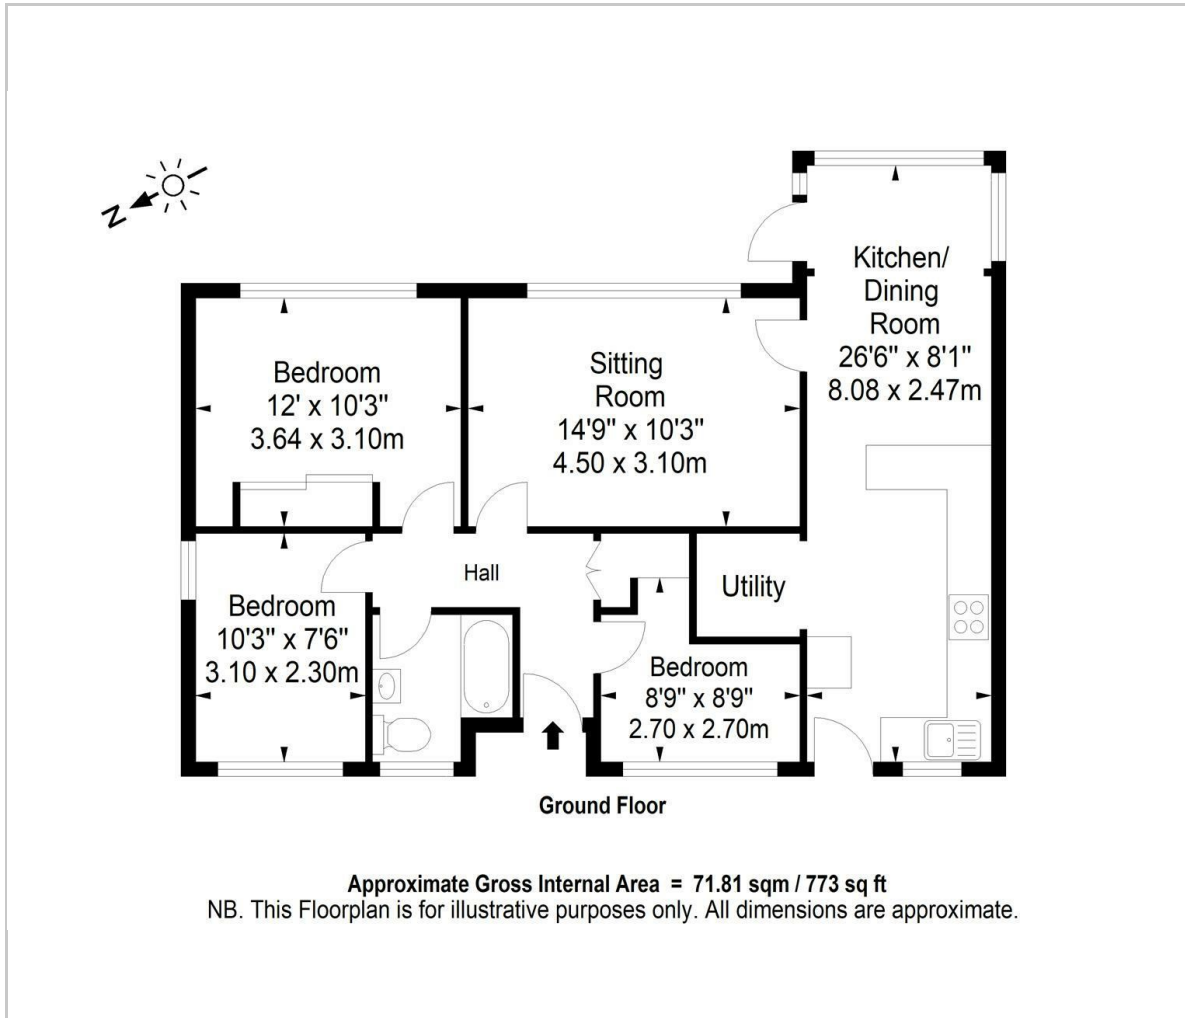 N
Kitchen/
Dining
Room
26'6" x 8'1"
8.08 x 2.47m
Bedroom
12' x 10'3"
3.64 x 3.10m
Sitting
Room
14'9" x 10'3"
4.50 x 3.10m
Hall
Utility
Bedroom
10'3" x 7'6"
3.10 x 2.30m
Bedroom
8'9" x 8'9"
2.70 x 2.70m
Ground Floor
Approximate Gross Internal Area = 71.81 sqm / 773 sq ft
NB. This Floorplan is for illustrative purposes only. All dimensions are approximate.